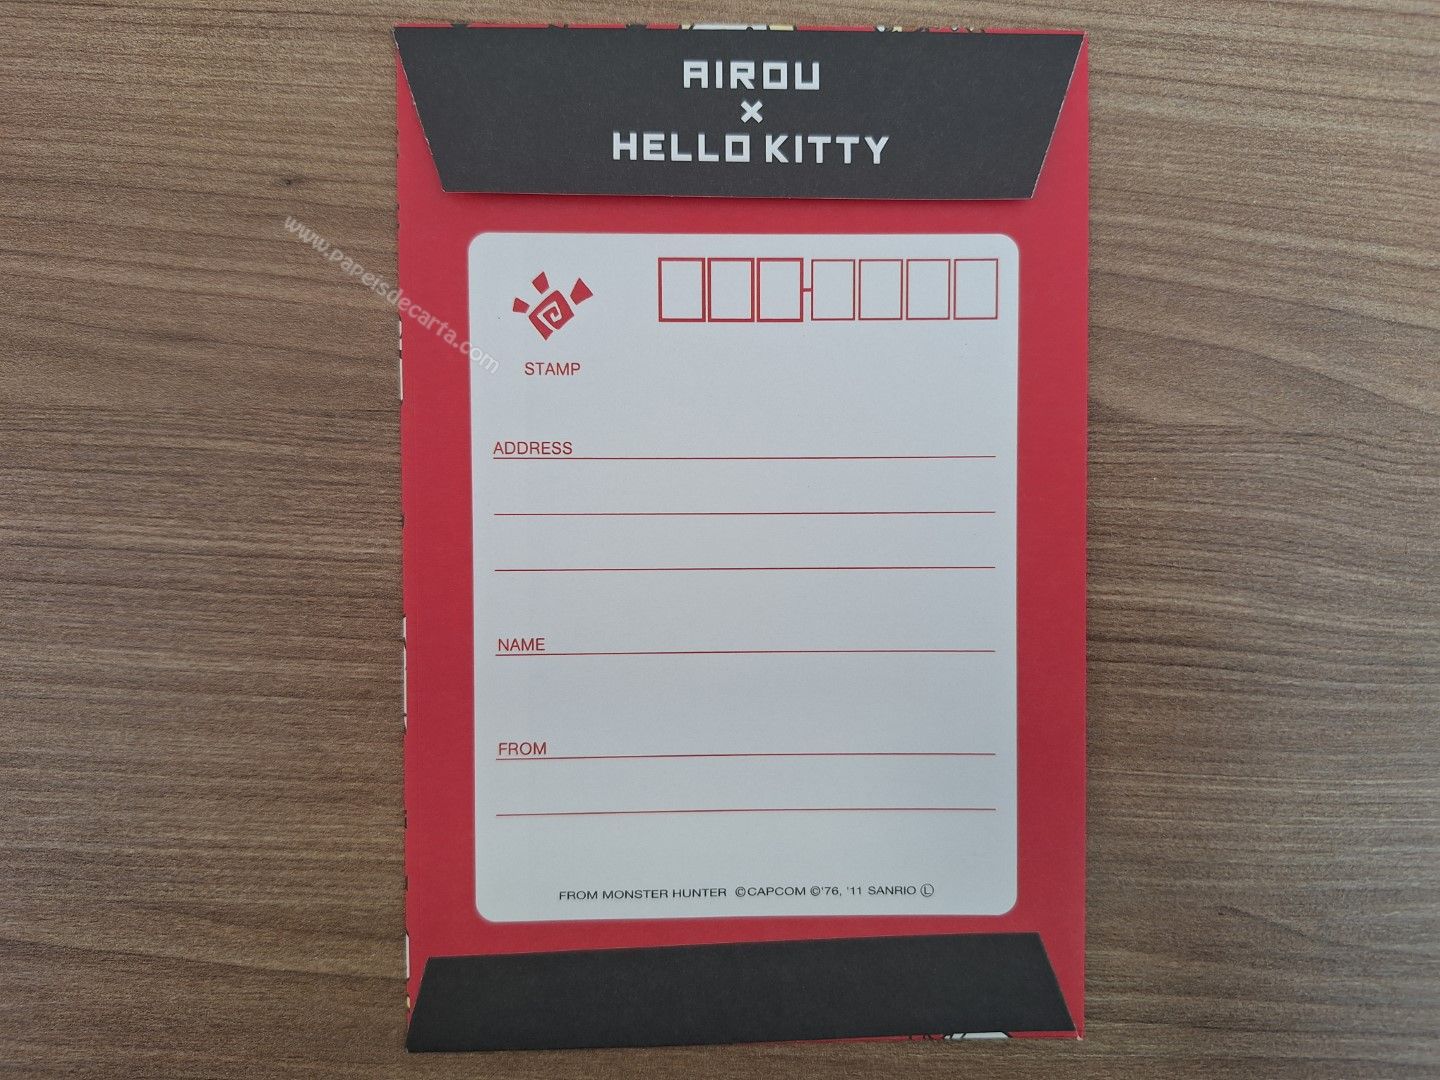 AIROU
×
HELLO KITTY
www.papeisdecarta.com
STAMP
ADDRESS
NAME
FROM
FROM MONSTER HUNTER ©CAPCOM ©'76, '11 SANRIO Ⓛ